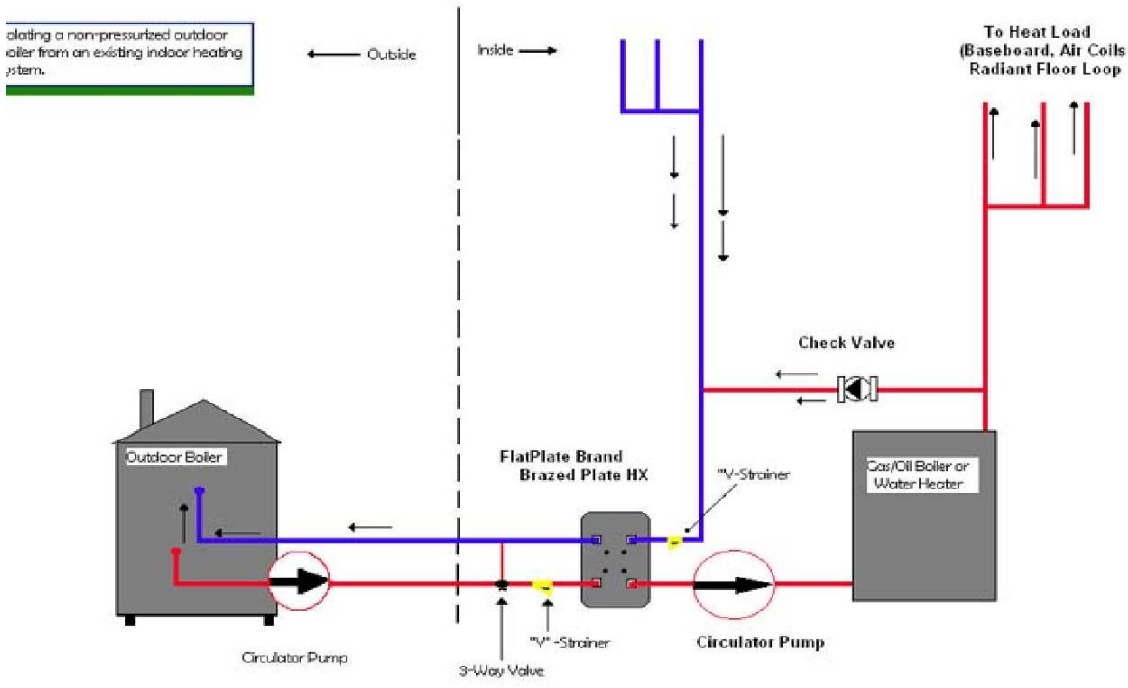 olating a non-pressurized outdoor
oiler from an existing indoor heating
ystem.
Outside
Inside
To Heat Load
(Baseboard, Air Coils
Radiant Floor Loop
Check Valve
Outdoor Boiler
FlatPlate Brand
Brazed Plate HX
"V-Strainer
Gas/Oil Boiler or
Water Heater
Circulator Pump
3-Way Valve
"V" -Strainer
Circulator Pump